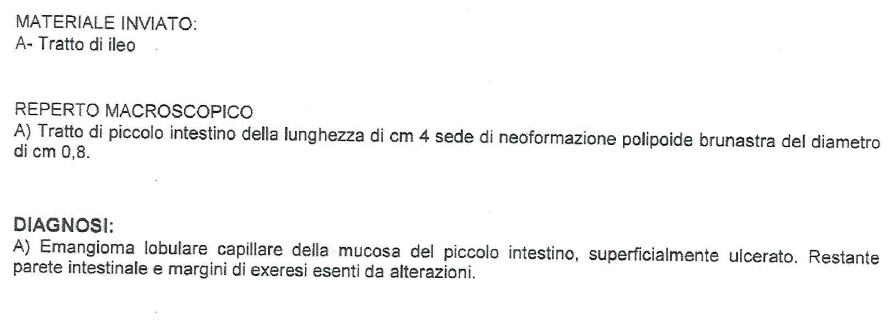 MATERIALE INVIATO:
A- Tratto di ileo
REPERTO MACROSCOPICO
A) Tratto di piccolo intestino della lunghezza di cm 4 sede di neoformazione polipoide brunastra del diametro
di cm 0,8.
DIAGNOSI:
A) Emangioma lobulare capillare della mucosa del piccolo intestino, superficialmente ulcerato. Restante
parete intestinale e margini di exeresi esenti da alterazioni.